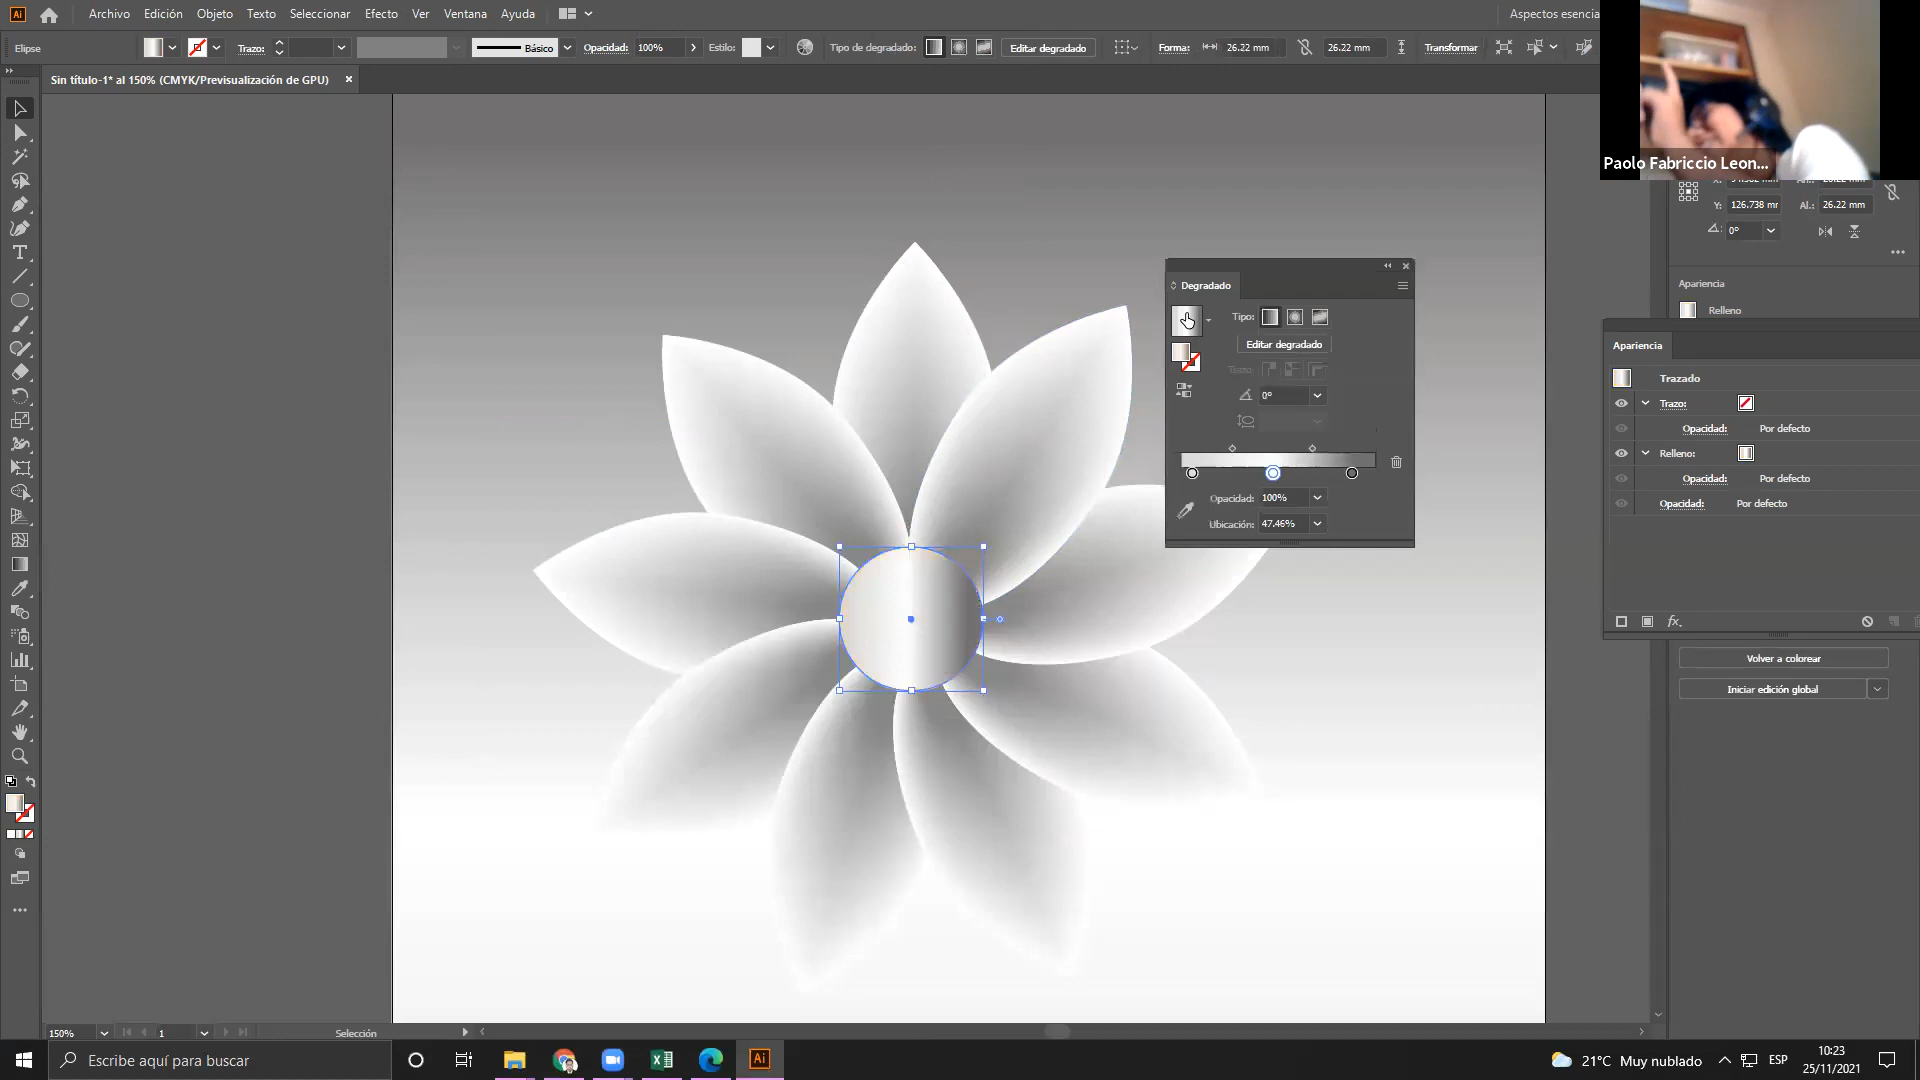 Ai Archivo Edición Objeto Texto Seleccionar Efecto Ver Ventana Ayuda Aspectos esencia
Elipse Trazo: Básico Opacidad: 100% Estilo: Tipo de degradado: Editar degradado Forma: 26.22 mm 26.22 mm Transformar
Sin título-1* al 150% (CMYK/Previsualización de GPU) ×
Paolo Fabriccio Leon...
Y: 126.738 mr Al.: 26.22 mm
0°
Apariencia
Relleno
Degradado
Tipo:
Editar degradado
Trazo:
0°
Opacidad: 100%
Ubicación: 47.46%
Apariencia
Trazado
Trazo:
Opacidad: Por defecto
Relleno:
Opacidad: Por defecto
Opacidad: Por defecto
fx.
Volver a colorear
Iniciar edición global
150% 1 Selección
Escribe aquí para buscar
Ai
21°C Muy nublado ESP
10:23
25/11/2021